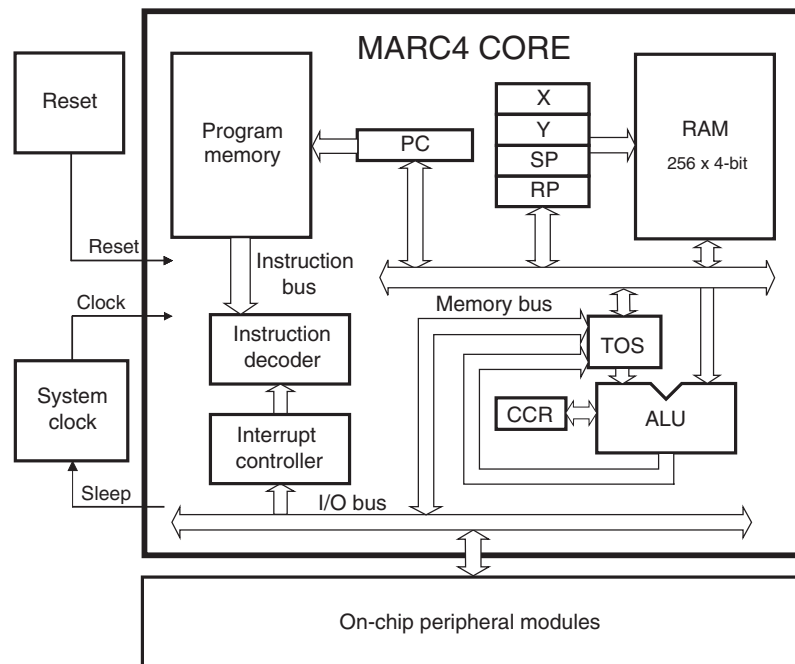 MARC4 CORE
Reset
Program
memory
PC
X
Y
SP
RP
RAM
256 x 4-bit
Reset
Clock
Instruction
bus
Memory bus
Instruction
decoder
TOS
System
clock
CCR
ALU
Interrupt
controller
Sleep
I/O bus
On-chip peripheral modules